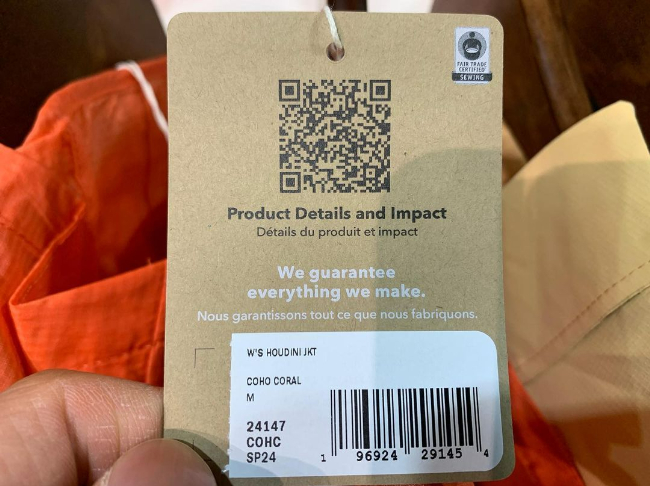 FAIR TRADE
CERTIFIED
SEWING
Product Details and Impact
Détails du produit et impact
We guarantee
everything we make.
Nous garantissons tout ce que nous fabriquons.
W'S HOUDINI JKT
COHO CORAL
M
24147
COHC
SP24
1 96924 29145 4